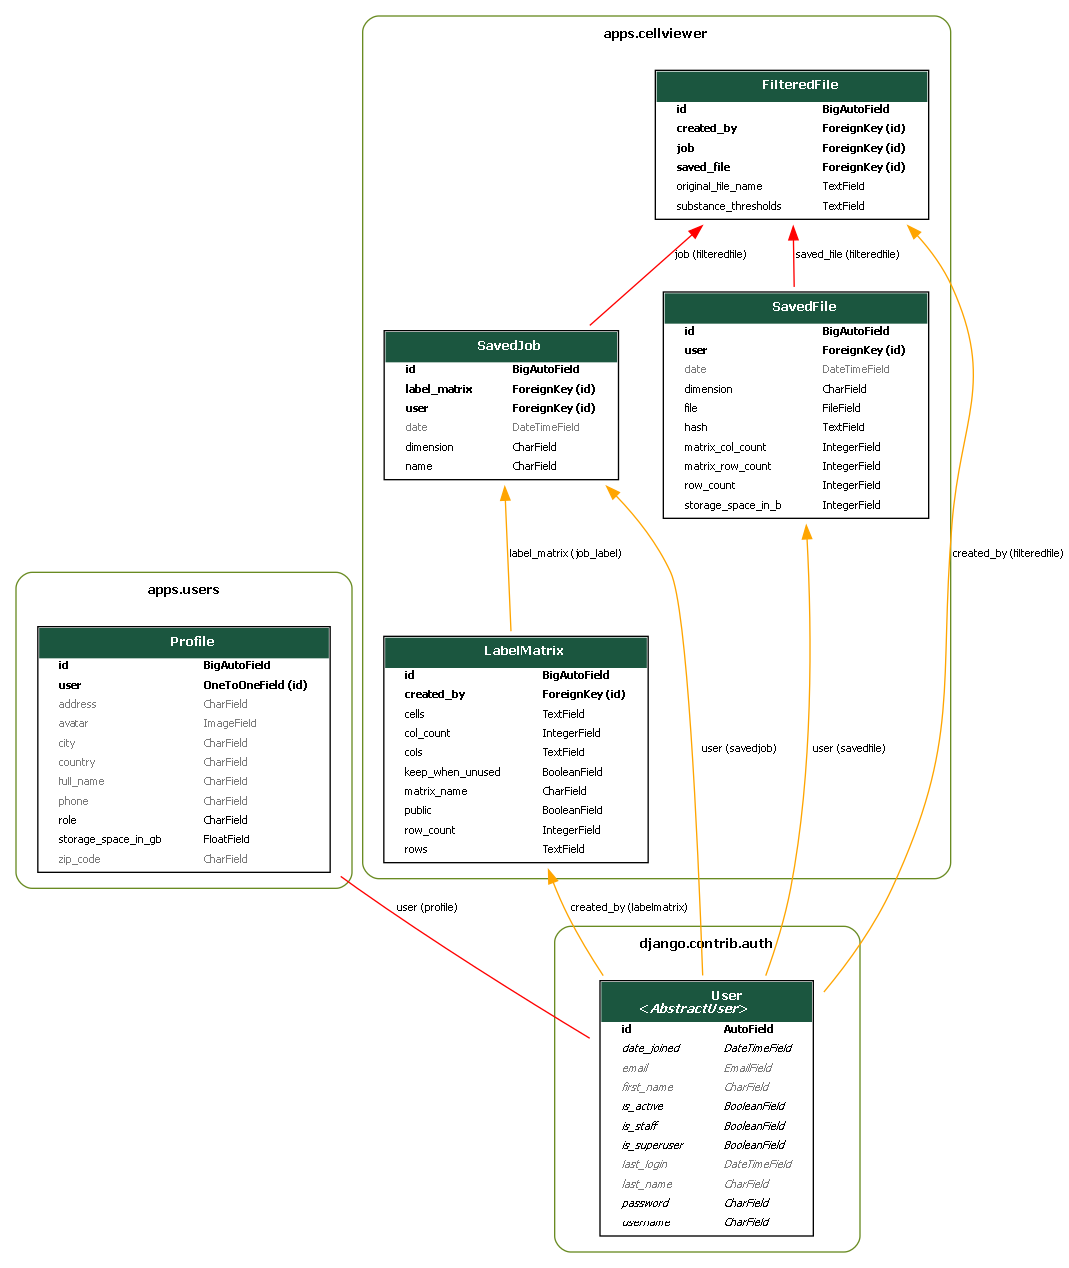 apps.cellviewer
FilteredFile
id BigAutoField
created_by ForeignKey (id)
job ForeignKey (id)
saved_file ForeignKey (id)
original_file_name TextField
substance_thresholds TextField
job (filteredfile)
saved_file (filteredfile)
SavedFile
id BigAutoField
user ForeignKey (id)
date DateTimeField
dimension CharField
file FileField
hash TextField
matrix_col_count IntegerField
matrix_row_count IntegerField
row_count IntegerField
storage_space_in_b IntegerField
SavedJob
id BigAutoField
label_matrix ForeignKey (id)
user ForeignKey (id)
date DateTimeField
dimension CharField
name CharField
label_matrix (job_label)
created_by (filteredfile)
apps.users
Profile
id BigAutoField
user OneToOneField (id)
address CharField
avatar ImageField
city CharField
country CharField
full_name CharField
phone CharField
role CharField
storage_space_in_gb FloatField
zip_code CharField
LabelMatrix
id BigAutoField
created_by ForeignKey (id)
cells TextField
col_count IntegerField
cols TextField
keep_when_unused BooleanField
matrix_name CharField
public BooleanField
row_count IntegerField
rows TextField
user (savedjob)
user (savedfile)
user (profile)
created_by (labelmatrix)
django.contrib.auth
User
<AbstractUser>
id AutoField
date_joined DateTimeField
email EmailField
first_name CharField
is_active BooleanField
is_staff BooleanField
is_superuser BooleanField
last_login DateTimeField
last_name CharField
password CharField
username CharField